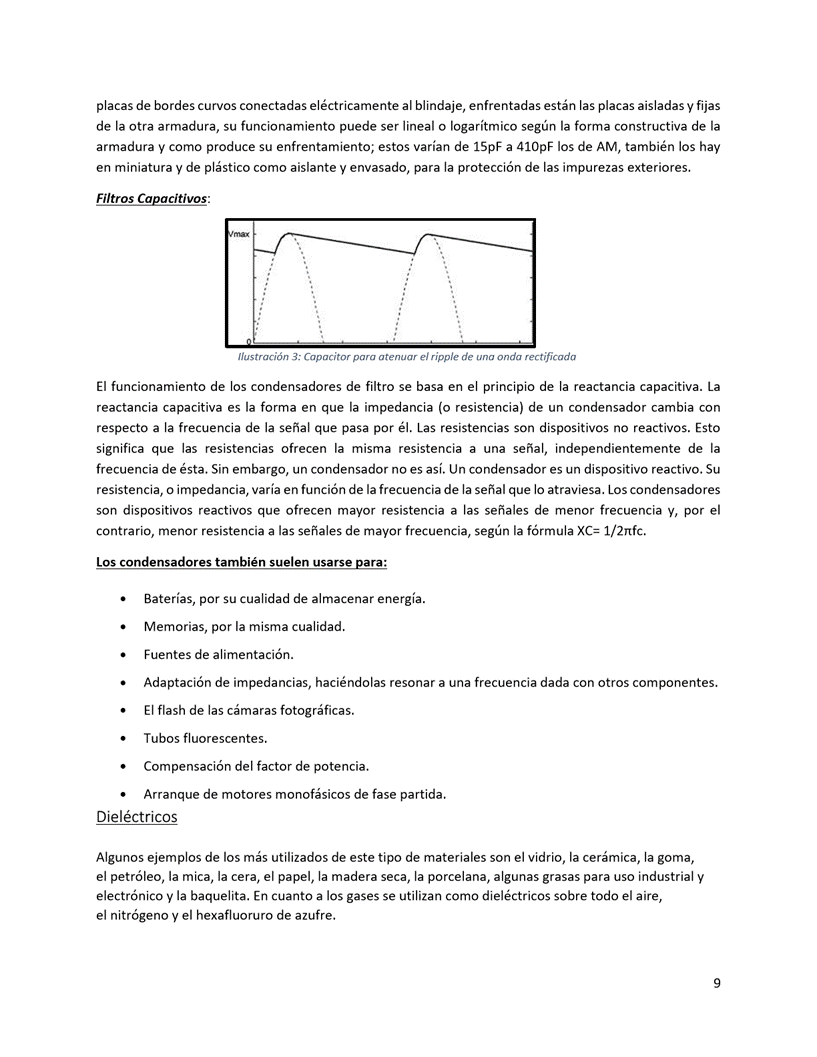 placas de bordes curvos conectadas eléctricamente al blindaje, enfrentadas están las placas aisladas y fijas
de la otra armadura, su funcionamiento puede ser lineal o logarítmico según la forma constructiva de la
armadura y como produce su enfrentamiento; estos varían de 15pF a 410pF los de AM, también los hay
en miniatura y de plástico como aislante y envasado, para la protección de las impurezas exteriores.
Filtros Capacitivos:
Vmax
0
Ilustración 3: Capacitor para atenuar el ripple de una onda rectificada
El funcionamiento de los condensadores de filtro se basa en el principio de la reactancia capacitiva. La
reactancia capacitiva es la forma en que la impedancia (o resistencia) de un condensador cambia con
respecto a la frecuencia de la señal que pasa por él. Las resistencias son dispositivos no reactivos. Esto
significa que las resistencias ofrecen la misma resistencia a una señal, independientemente de la
frecuencia de ésta. Sin embargo, un condensador no es así. Un condensador es un dispositivo reactivo. Su
resistencia, o impedancia, varía en función de la frecuencia de la señal que lo atraviesa. Los condensadores
son dispositivos reactivos que ofrecen mayor resistencia a las señales de menor frecuencia y, por el
contrario, menor resistencia a las señales de mayor frecuencia, según la fórmula XC= 1/2πfc.
Los condensadores también suelen usarse para:
• Baterías, por su cualidad de almacenar energía.
• Memorias, por la misma cualidad.
• Fuentes de alimentación.
• Adaptación de impedancias, haciéndolas resonar a una frecuencia dada con otros componentes.
• El flash de las cámaras fotográficas.
• Tubos fluorescentes.
• Compensación del factor de potencia.
• Arranque de motores monofásicos de fase partida.
Dieléctricos
Algunos ejemplos de los más utilizados de este tipo de materiales son el vidrio, la cerámica, la goma,
el petróleo, la mica, la cera, el papel, la madera seca, la porcelana, algunas grasas para uso industrial y
electrónico y la baquelita. En cuanto a los gases se utilizan como dieléctricos sobre todo el aire,
el nitrógeno y el hexafluoruro de azufre.
9